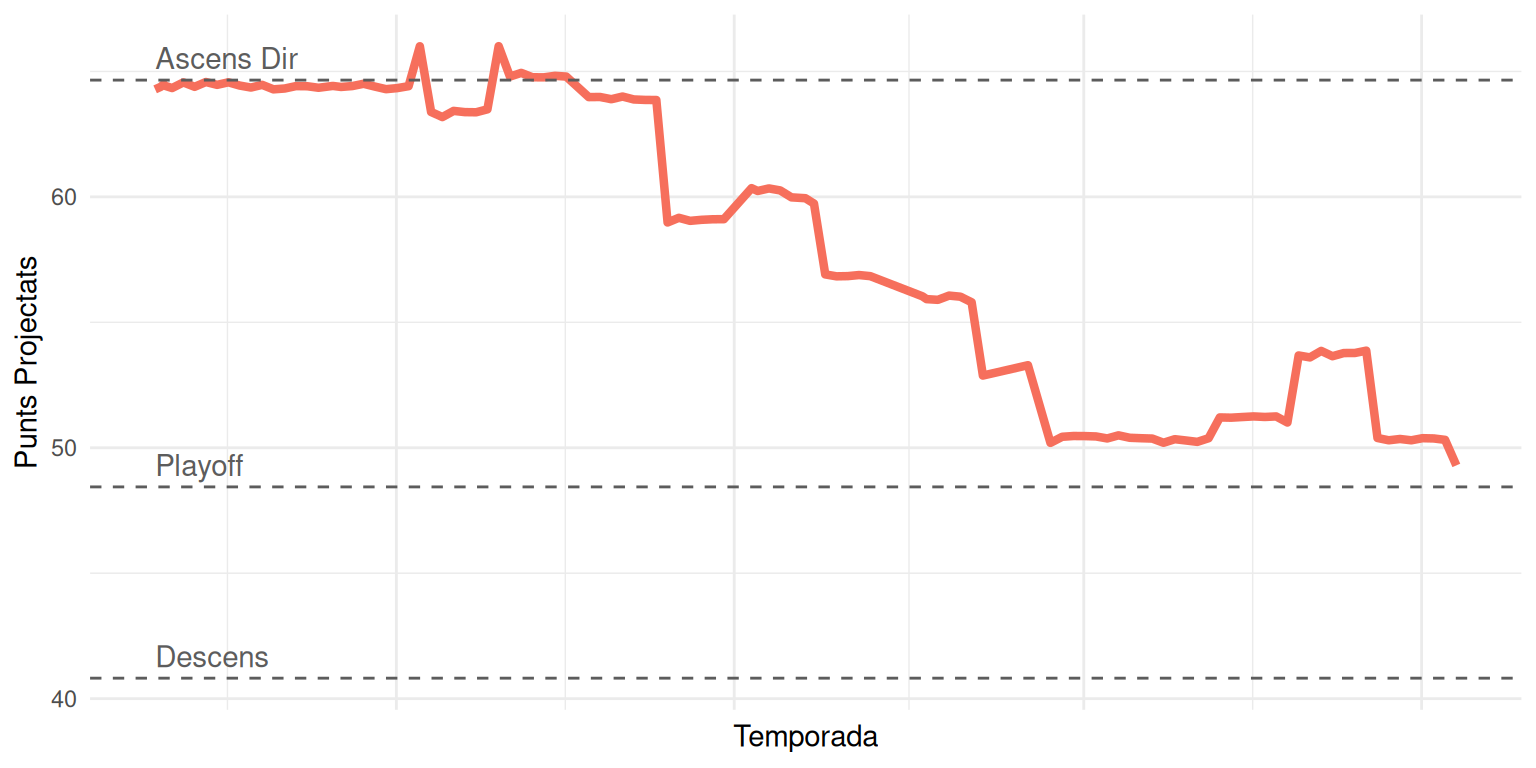 Ascens Dir
60
50
Playoff
Descens
40
Punts Projectats
Temporada